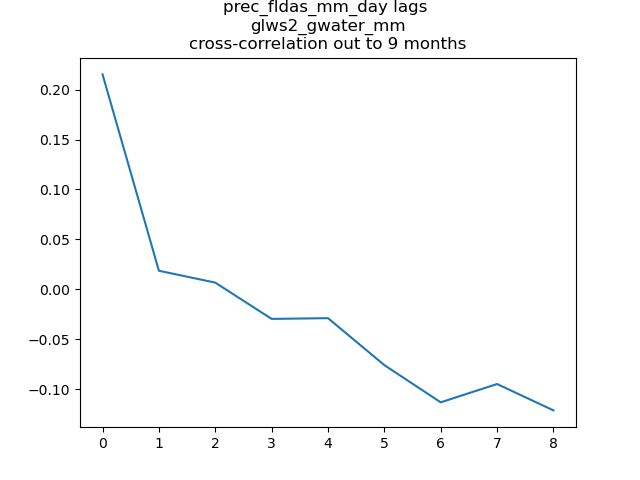 prec_fldas_mm_day lags
glws2_gwater_mm
cross-correlation out to 9 months
0.20
0.15
0.10
0.05
0.00
−0.05
−0.10
0 1 2 3 4 5 6 7 8